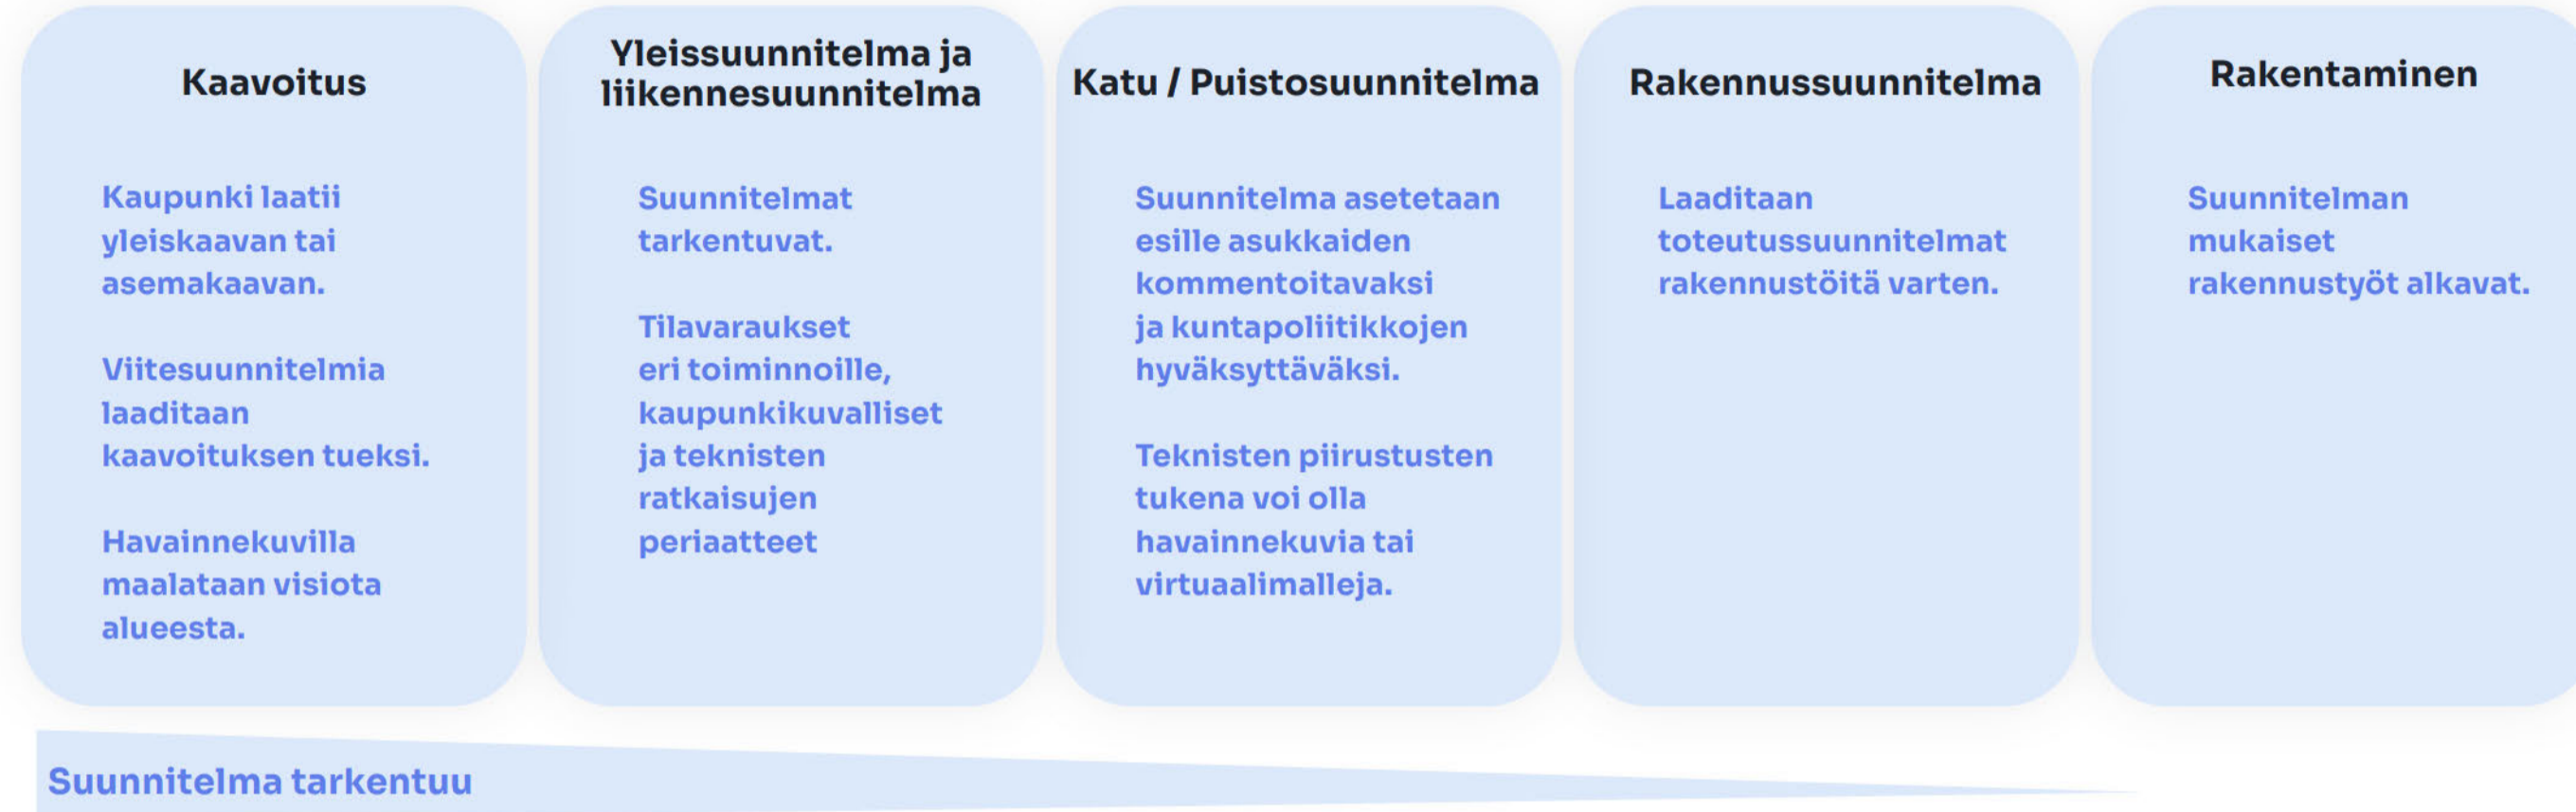 Kaavoitus
Kaupunki laatii
yleiskaavan tai
asemakaavan.
Viitesuunnitelmia
laaditaan
kaavoituksen tueksi.
Havainnekuvilla
maalataan visiota
alueesta.
Yleissuunnitelma ja
liikennesuunnitelma
Suunnitelmat
tarkentuvat.
Tilavaraukset
eri toiminnoille,
kaupunkikuvalliset
ja teknisten
ratkaisujen
periaatteet
Katu / Puistosuunnitelma
Suunnitelma asetetaan
esille asukkaiden
kommentoitavaksi
ja kuntapoliitikkojen
hyväksyttäväksi.
Teknisten piirustusten
tukena voi olla
havainnekuvia tai
virtuaalimalleja.
Rakennussuunnitelma
Laaditaan
toteutussuunnitelmat
rakennustöitä varten.
Rakentaminen
Suunnitelman
mukaiset
rakennustyöt alkavat.
Suunnitelma tarkentuu